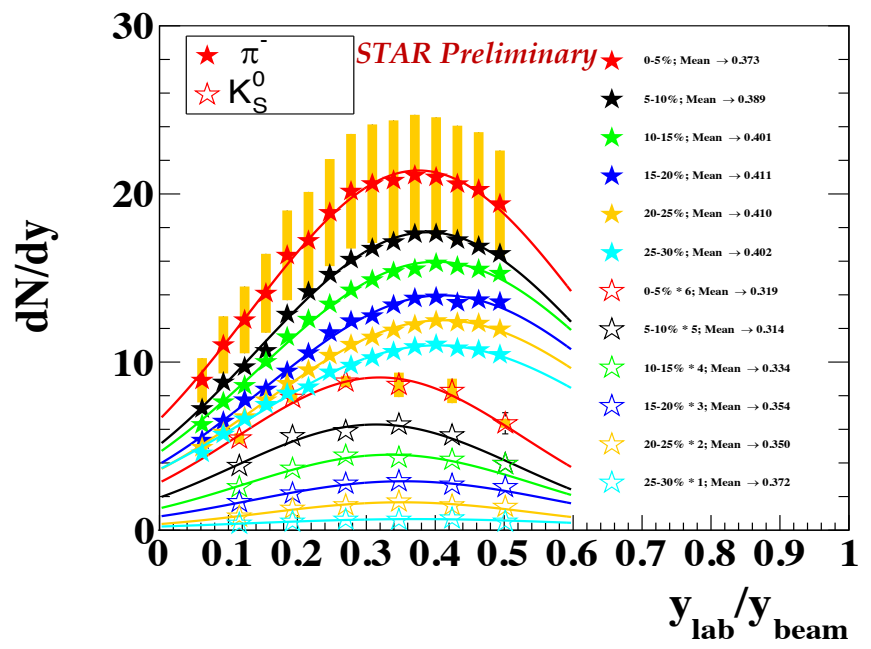 30
20
10
0
dN/dy
π-
K0S
STAR Preliminary
0-5%; Mean → 0.373
5-10%; Mean → 0.389
10-15%; Mean → 0.401
15-20%; Mean → 0.411
20-25%; Mean → 0.410
25-30%; Mean → 0.402
0-5% * 6; Mean → 0.319
5-10% * 5; Mean → 0.314
10-15% * 4; Mean → 0.334
15-20% * 3; Mean → 0.354
20-25% * 2; Mean → 0.350
25-30% * 1; Mean → 0.372
0 0.1 0.2 0.3 0.4 0.5 0.6 0.7 0.8 0.9 1
ylab/ybeam